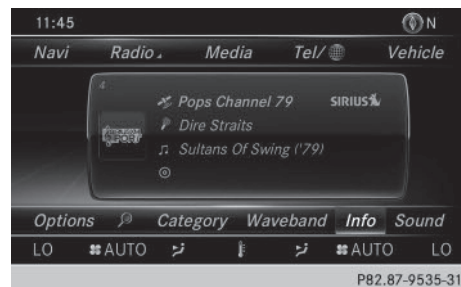 11:45 N
Navi Radio Media Tel/ Vehicle
4
Pops Channel 79 SIRIUS
Dire Straits
Sultans Of Swing ('79)
Options Category Waveband Info Sound
LO AUTO AUTO LO
P82.87-9535-31